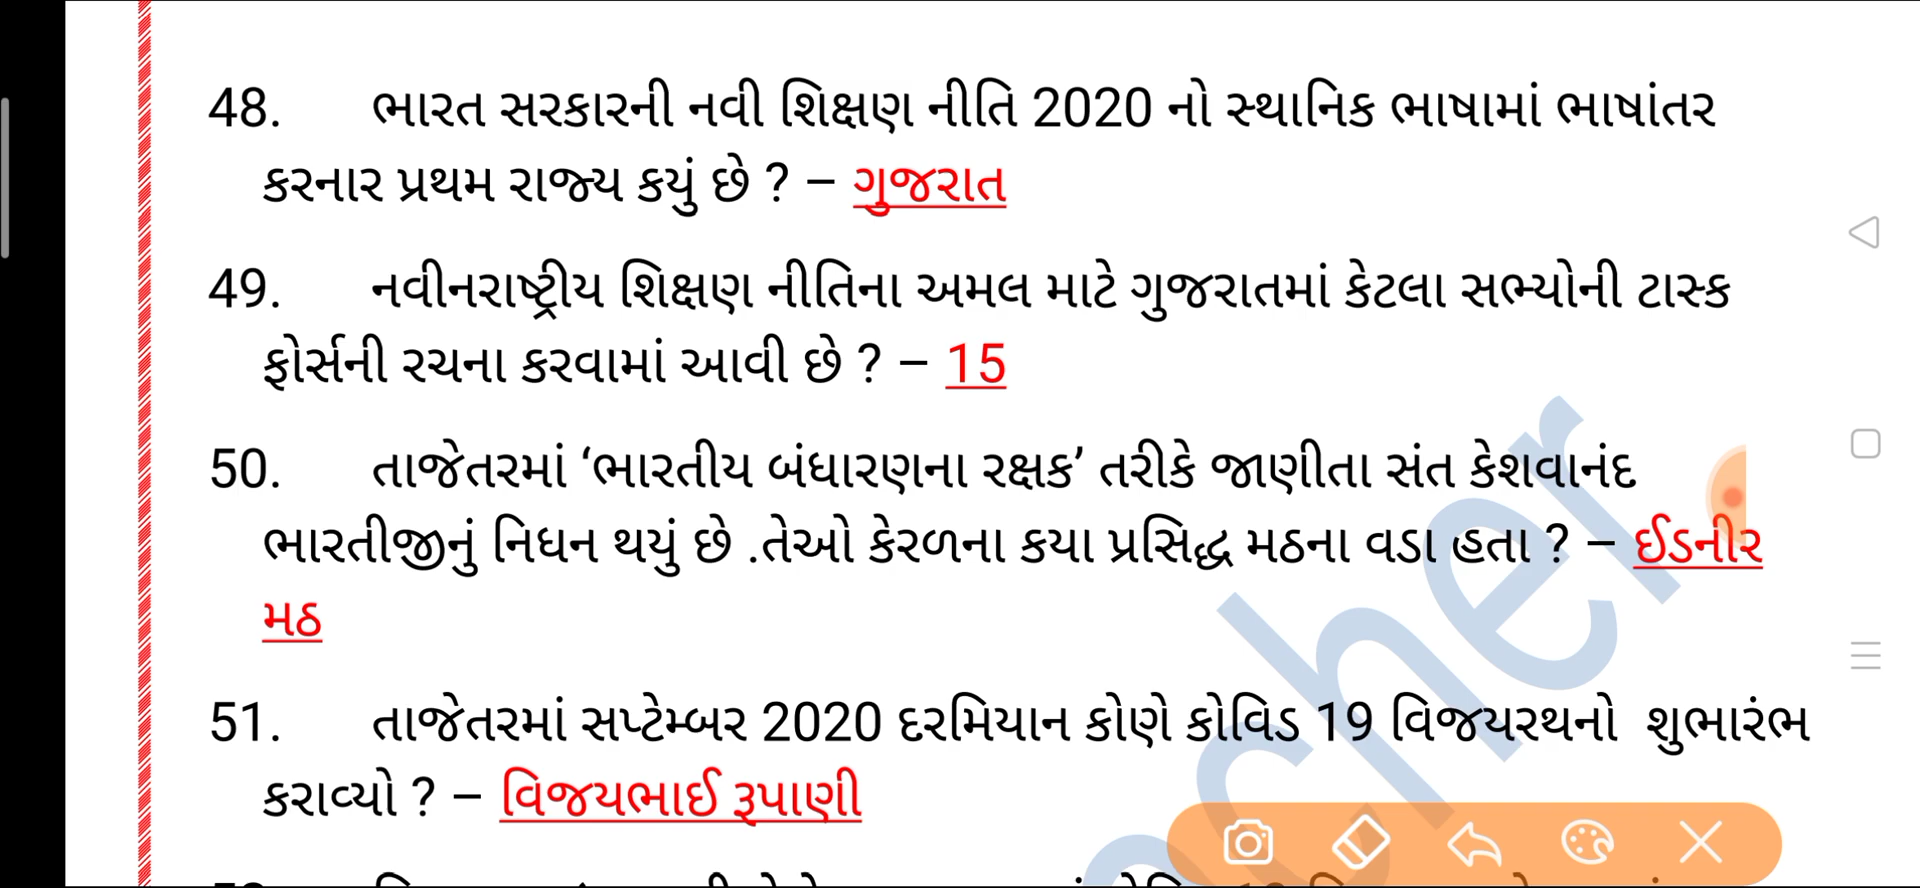 48. ભારત સરકારની નવી શિક્ષણ નીતિ 2020 નો સ્થાનિક ભાષામાં ભાષાંતર
કરનાર પ્રથમ રાજ્ય કયું છે ? – ગુજરાત
49. નવીનરાષ્ટ્રીય શિક્ષણ નીતિના અમલ માટે ગુજરાતમાં કેટલા સભ્યોની ટાસ્ક
ફોર્સની રચના કરવામાં આવી છે ? – 15
50. તાજેતરમાં ‘ભારતીય બંધારણના રક્ષક’ તરીકે જાણીતા સંત કેશવાનંદ
ભારતીજીનું નિધન થયું છે .તેઓ કેરળના કયા પ્રસિદ્ધ મઠના વડા હતા ? – ઈડનીર
મઠ
51. તાજેતરમાં સપ્ટેમ્બર 2020 દરમિયાન કોણે કોવિડ 19 વિજયરથનો શુભારંભ
કરાવ્યો ? – વિજયભાઈ રૂપાણી
cher